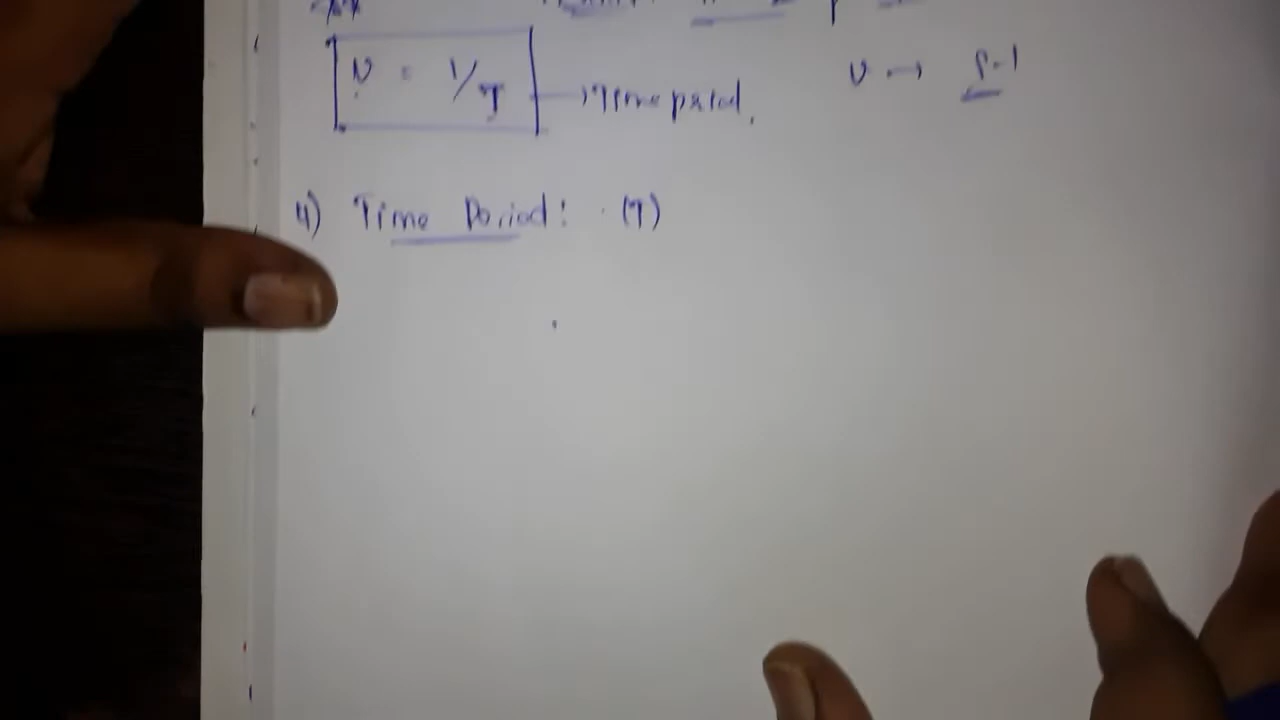 ν = 1/T → Time period.
ν → s-1
4) Time Period: (T)